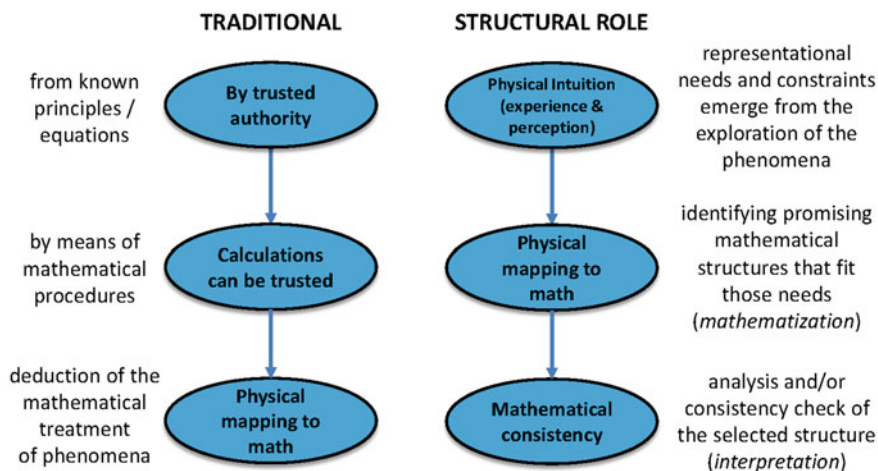 TRADITIONAL
from known
principles /
equations
By trusted
authority
by means of
mathematical
procedures
Calculations
can be trusted
deduction of the
mathematical
treatment
of phenomena
Physical
mapping to
math
STRUCTURAL ROLE
Physical Intuition
(experience &
perception)
representational
needs and constraints
emerge from the
exploration of the
phenomena
Physical
mapping to
math
identifying promising
mathematical
structures that fit
those needs
(mathematization)
Mathematical
consistency
analysis and/or
consistency check of
the selected structure
(interpretation)